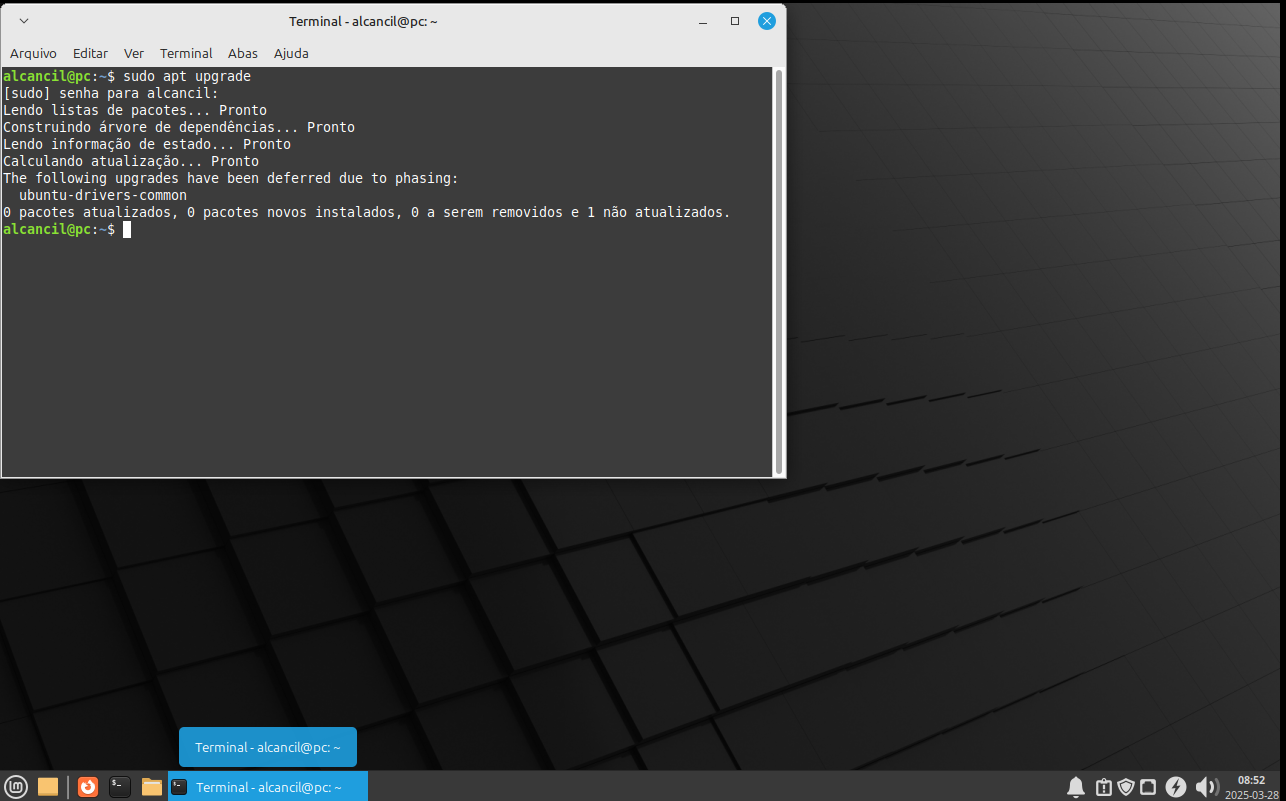 Terminal - alcancil@pc: ~
Arquivo Editar Ver Terminal Abas Ajuda
alcancil@pc:~$ sudo apt upgrade
[sudo] senha para alcancil:
Lendo listas de pacotes... Pronto
Construindo árvore de dependências... Pronto
Lendo informação de estado... Pronto
Calculando atualização... Pronto
The following upgrades have been deferred due to phasing:
  ubuntu-drivers-common
0 pacotes atualizados, 0 pacotes novos instalados, 0 a serem removidos e 1 não atualizados.
alcancil@pc:~$
Terminal - alcancil@pc: ~
Terminal - alcancil@pc: ~
08:52
2025-03-28